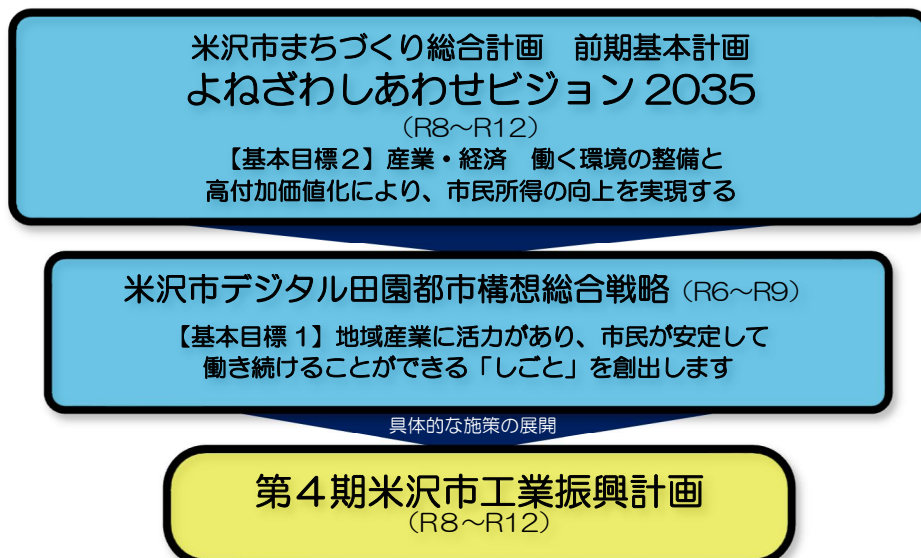 米沢市まちづくり総合計画　前期基本計画
よねざわしあわせビジョン 2035
（R8～R12）
【基本目標２】産業・経済　働く環境の整備と
高付加価値化により、市民所得の向上を実現する
米沢市デジタル田園都市構想総合戦略（R6～R9）
【基本目標 1】地域産業に活力があり、市民が安定して
働き続けることができる「しごと」を創出します
具体的な施策の展開
第４期米沢市工業振興計画
（R8～R12）